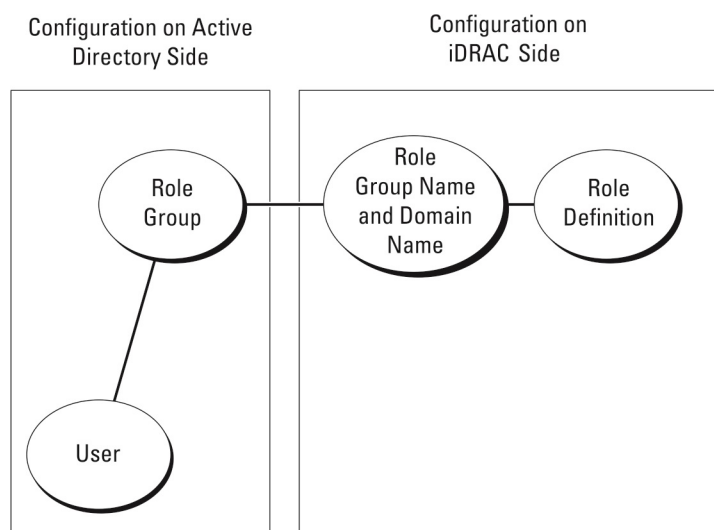 Configuration on Active
Directory Side
Configuration on
iDRAC Side
Role
Group
Role
Group Name
and Domain
Name
Role
Definition
User